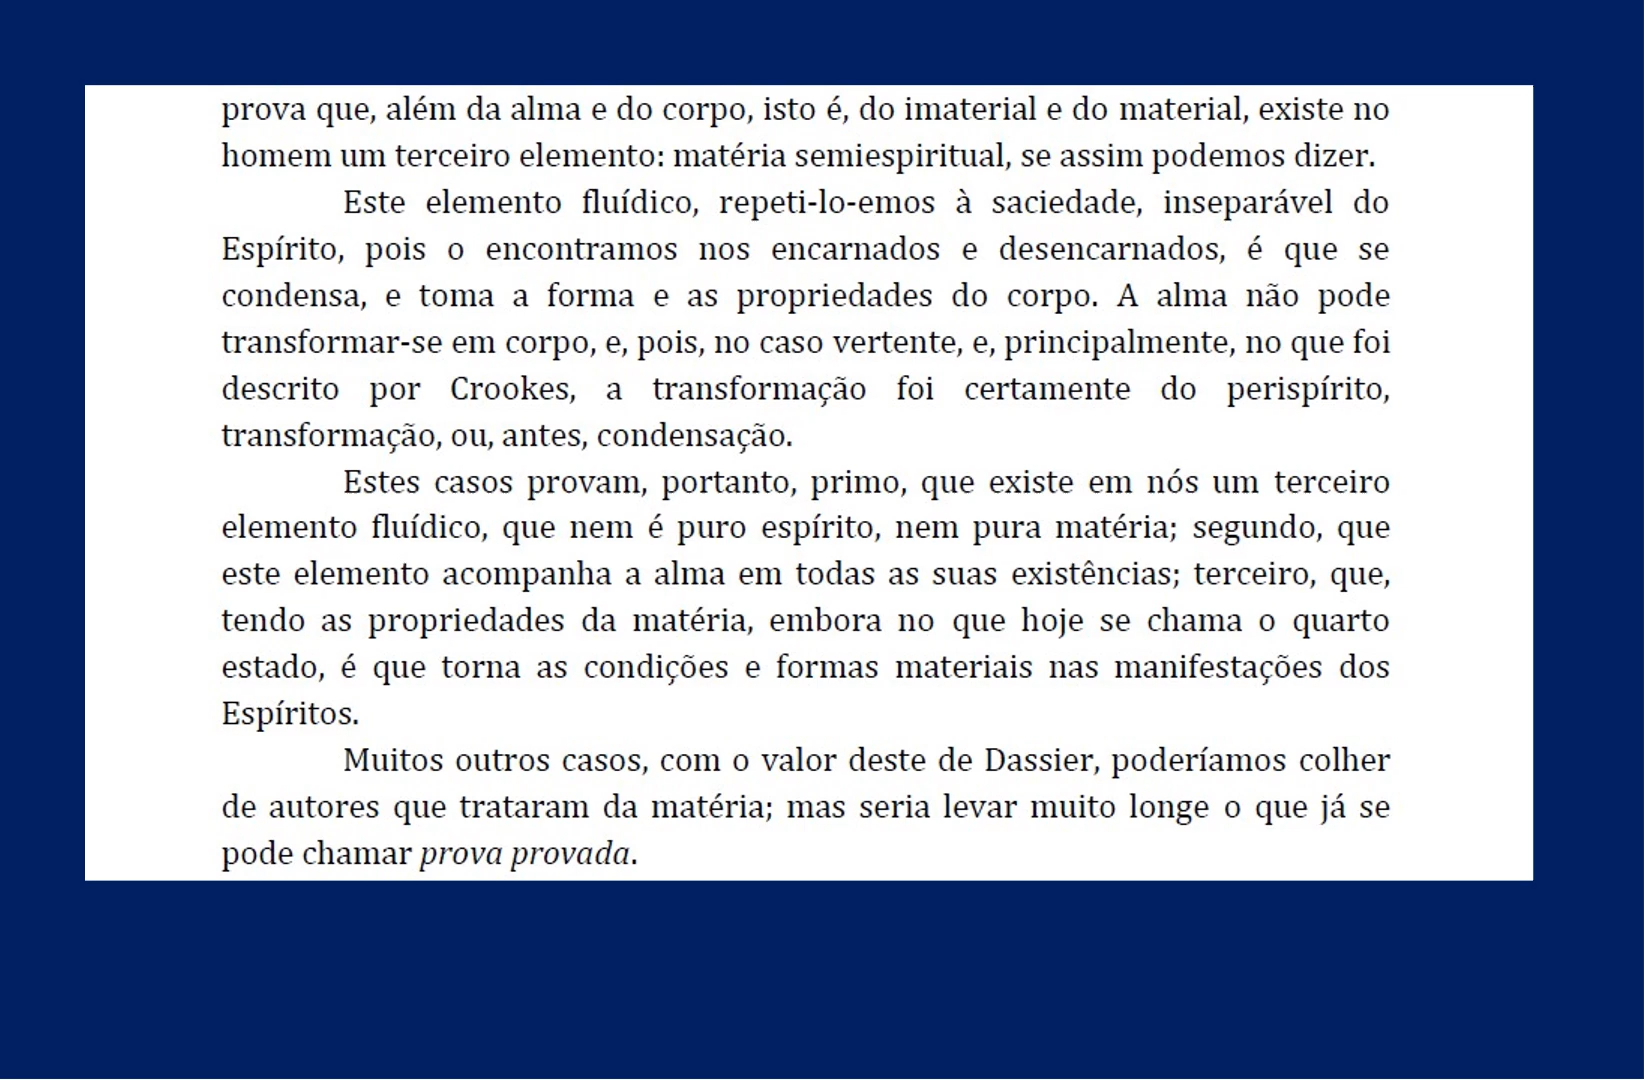 prova que, além da alma e do corpo, isto é, do imaterial e do material, existe no
homem um terceiro elemento: matéria semiespiritual, se assim podemos dizer.
Este elemento fluídico, repeti-lo-emos à saciedade, inseparável do
Espírito, pois o encontramos nos encarnados e desencarnados, é que se
condensa, e toma a forma e as propriedades do corpo. A alma não pode
transformar-se em corpo, e, pois, no caso vertente, e, principalmente, no que foi
descrito por Crookes, a transformação foi certamente do perispírito,
transformação, ou, antes, condensação.
Estes casos provam, portanto, primo, que existe em nós um terceiro
elemento fluídico, que nem é puro espírito, nem pura matéria; segundo, que
este elemento acompanha a alma em todas as suas existências; terceiro, que,
tendo as propriedades da matéria, embora no que hoje se chama o quarto
estado, é que torna as condições e formas materiais nas manifestações dos
Espíritos.
Muitos outros casos, com o valor deste de Dassier, poderíamos colher
de autores que trataram da matéria; mas seria levar muito longe o que já se
pode chamar prova provada.